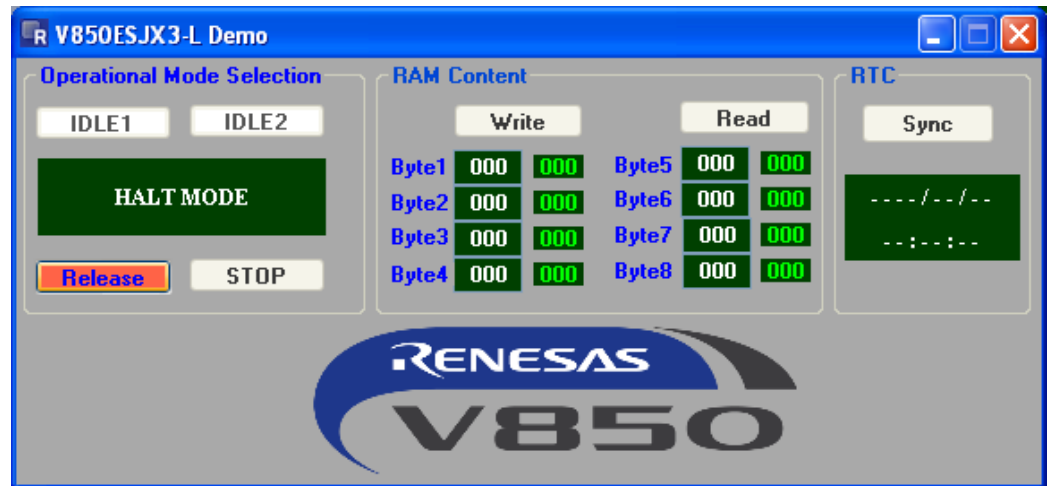 R V850ESJX3-L Demo
Operational Mode Selection
IDLE1 IDLE2
HALT MODE
Release STOP
RAM Content
Write Read
Byte1 000 000 Byte5 000 000
Byte2 000 000 Byte6 000 000
Byte3 000 000 Byte7 000 000
Byte4 000 000 Byte8 000 000
RTC
Sync
----/--/--
--:--:--
RENESAS
V850